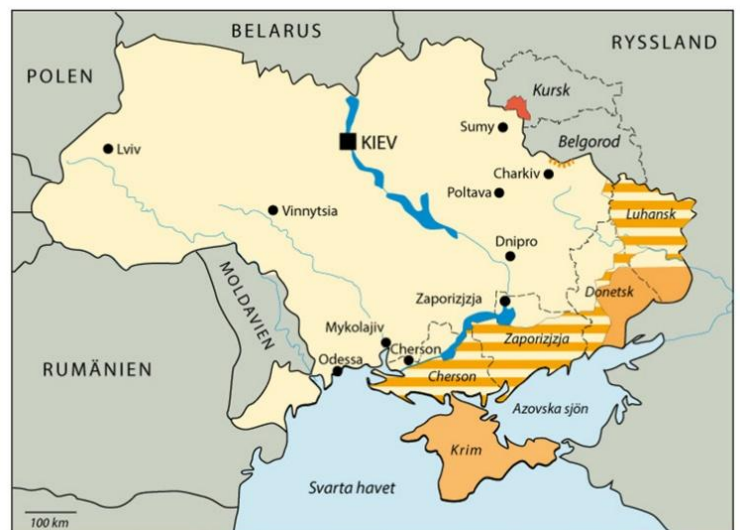 BELARUS
RYSSLAND
POLEN
Kursk
Sumy
Belgorod
KIEV
Lviv
Charkiv
Poltava
Luhansk
Vinnytsia
Dnipro
MOLDAVIEN
Donetsk
Zaporizjzja
Mykolajiv
Zaporizjzja
Cherson
Odessa
RUMÄNIEN
Cherson
Azovska sjön
Krim
Svarta havet
100 km